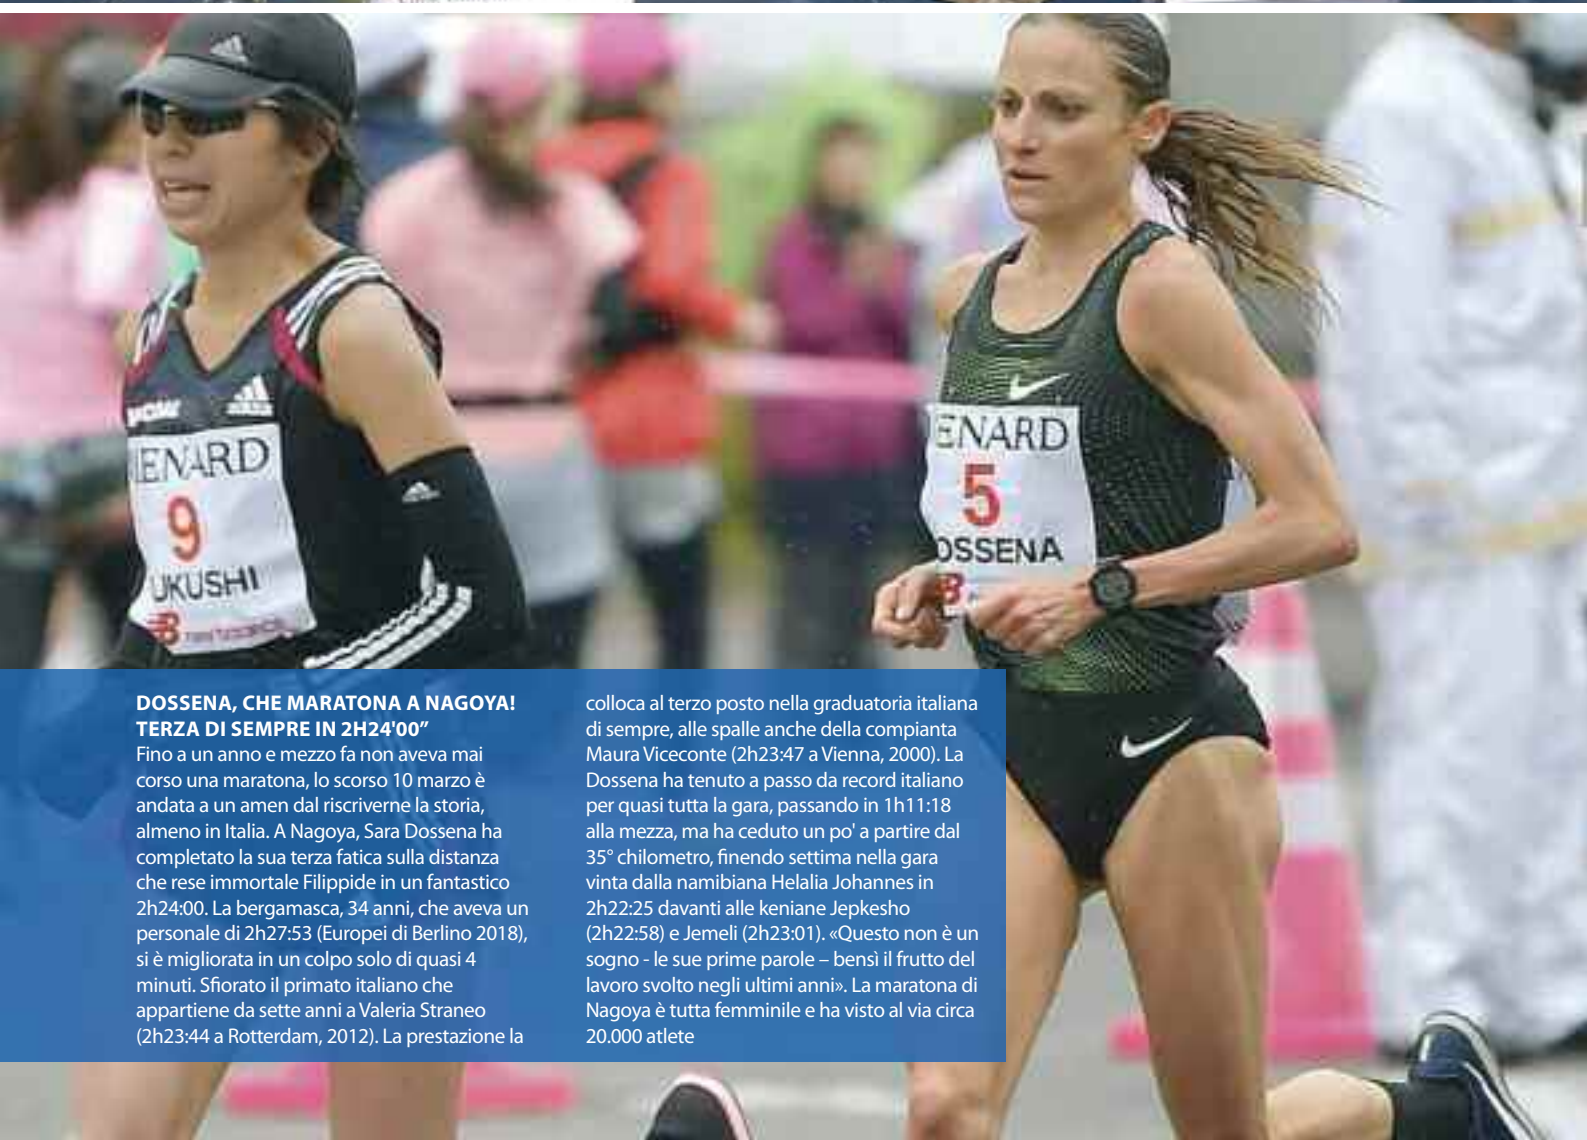 ENARD
9
UKUSHI
new balance
ENARD
5
OSSENA
DOSSENA, CHE MARATONA A NAGOYA!
TERZA DI SEMPRE IN 2H24'00”
Fino a un anno e mezzo fa non aveva mai
corso una maratona, lo scorso 10 marzo è
andata a un amen dal riscriverne la storia,
almeno in Italia. A Nagoya, Sara Dossena ha
completato la sua terza fatica sulla distanza
che rese immortale Filippide in un fantastico
2h24:00. La bergamasca, 34 anni, che aveva un
personale di 2h27:53 (Europei di Berlino 2018),
si è migliorata in un colpo solo di quasi 4
minuti. Sfiorato il primato italiano che
appartiene da sette anni a Valeria Straneo
(2h23:44 a Rotterdam, 2012). La prestazione la
colloca al terzo posto nella graduatoria italiana
di sempre, alle spalle anche della compianta
Maura Viceconte (2h23:47 a Vienna, 2000). La
Dossena ha tenuto a passo da record italiano
per quasi tutta la gara, passando in 1h11:18
alla mezza, ma ha ceduto un po' a partire dal
35° chilometro, finendo settima nella gara
vinta dalla namibiana Helalia Johannes in
2h22:25 davanti alle keniane Jepkesho
(2h22:58) e Jemeli (2h23:01). «Questo non è un
sogno - le sue prime parole – bensì il frutto del
lavoro svolto negli ultimi anni». La maratona di
Nagoya è tutta femminile e ha visto al via circa
20.000 atlete